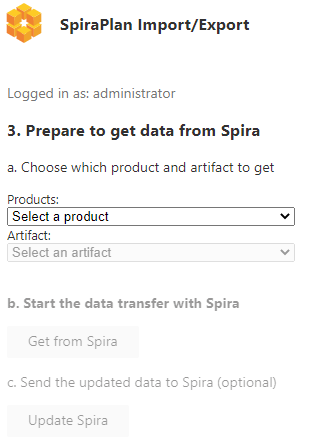 SpiraPlan Import/Export
Logged in as: administrator
3. Prepare to get data from Spira
a. Choose which product and artifact to get
Products:
Select a product
Artifact:
Select an artifact
b. Start the data transfer with Spira
Get from Spira
c. Send the updated data to Spira (optional)
Update Spira